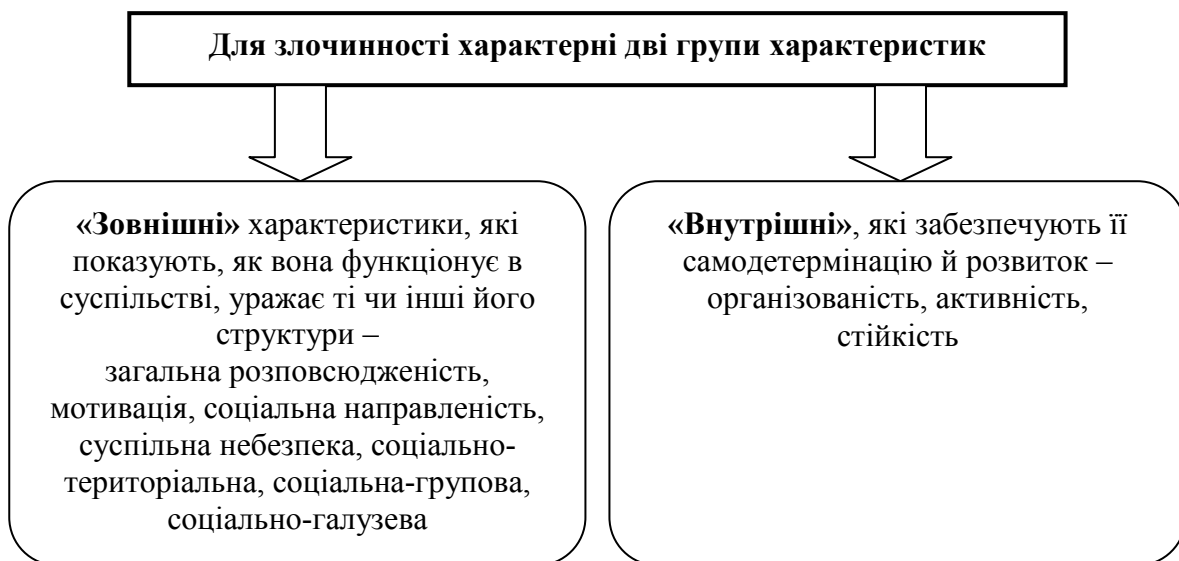 Для злочинності характерні дві групи характеристик
«Зовнішні» характеристики, які
показують, як вона функціонує в
суспільстві, уражає ті чи інші його
структури –
загальна розповсюдженість,
мотивація, соціальна направленість,
суспільна небезпека, соціально-
територіальна, соціальна-групова,
соціально-галузева
«Внутрішні», які забезпечують її
самодетермінацію й розвиток –
організованість, активність,
стійкість